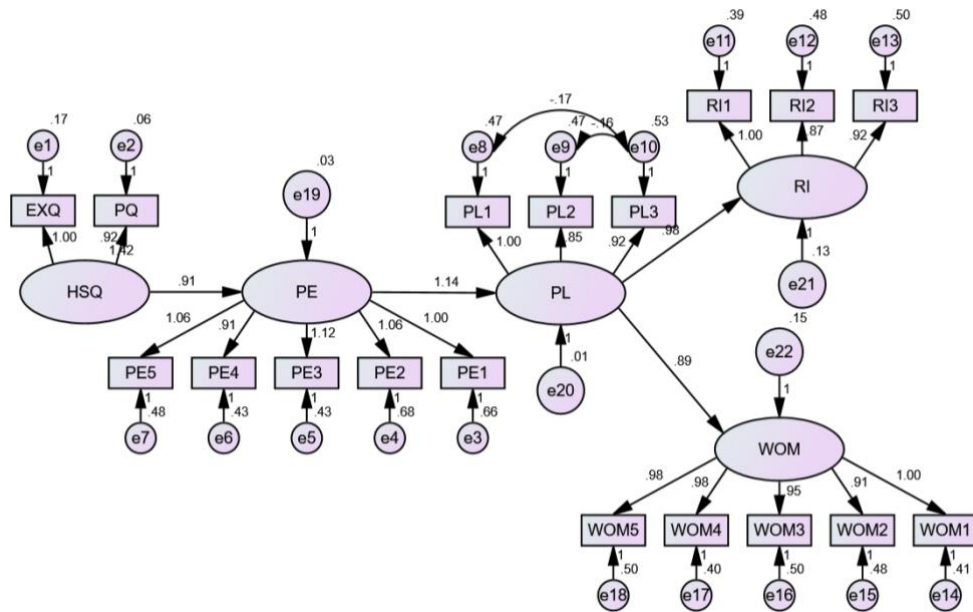 .39 .48 .50
e11 e12 e13
1 1 1
RI1 RI2 RI3
1.00 .87 .92
RI
1
.13
e21
-.17
.47 .47 -.16 .53
e8 e9 e10
1 1 1
PL1 PL2 PL3
1.00 .85 .92 .98
.17 .06
e1 e2
1 1
EXQ PQ
1.00 .92
1.42
HSQ
.03
e19
1
.91 PE 1.14 PL
1
.01
e20
1.06 .91 1.12 1.06 1.00
PE5 PE4 PE3 PE2 PE1
1 1 1 1 1
.48 .43 .43 .68 .66
e7 e6 e5 e4 e3
.89
.15
e22
1
WOM
.98 .98 .95 .91 1.00
WOM5 WOM4 WOM3 WOM2 WOM1
1 1 1 1 1
.50 .40 .50 .48 .41
e18 e17 e16 e15 e14